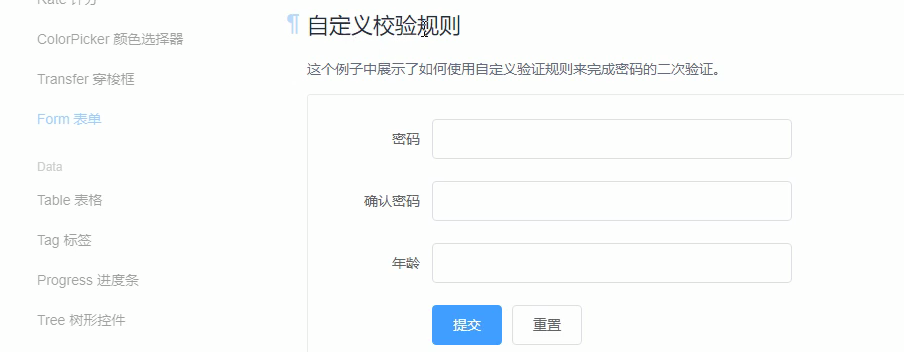 Rate 评分
ColorPicker 颜色选择器
Transfer 穿梭框
Form 表单
Data
Table 表格
Tag 标签
Progress 进度条
Tree 树形控件
¶ 自定义校验规则
这个例子中展示了如何使用自定义验证规则来完成密码的二次验证。
密码
确认密码
年龄
提交 重置